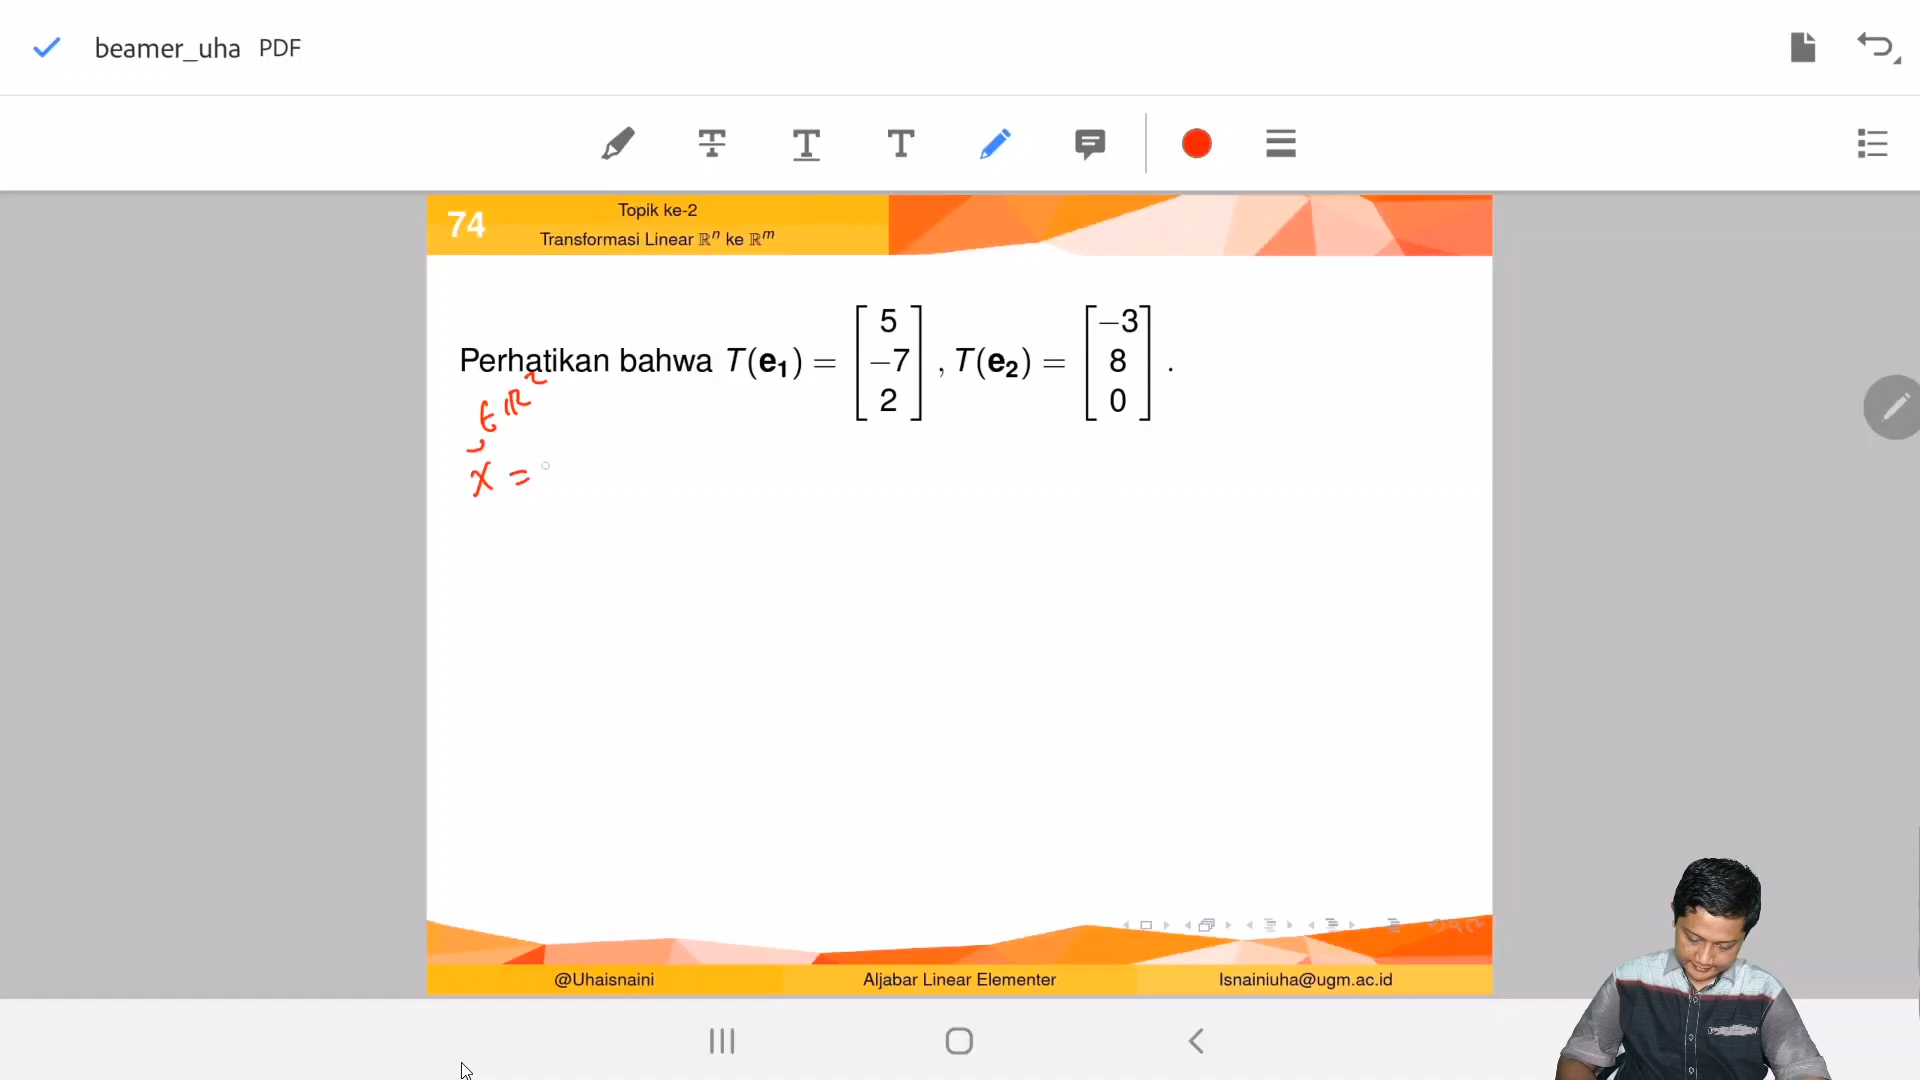 beamer_uha PDF
74
Topik ke-2
Transformasi Linear ℝⁿ ke ℝᵐ
Perhatikan bahwa T(e₁) = [5 −7 2], T(e₂) = [−3 8 0].
∈ ℝ²
x =
@Uhaisnaini Aljabar Linear Elementer Isnainiuha@ugm.ac.id